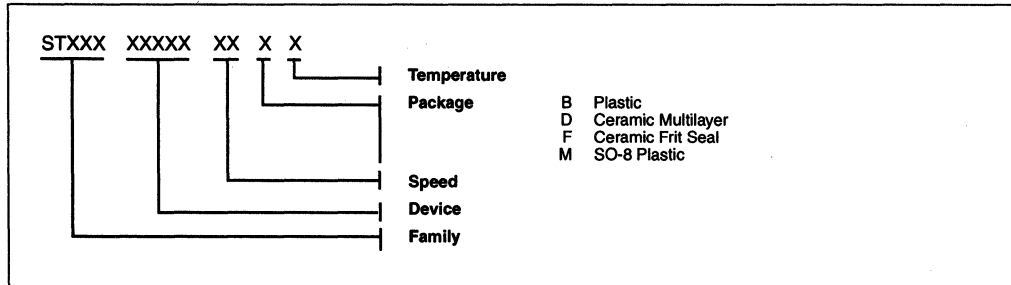 STXXX XXXXX XX X X
Temperature
Package B Plastic
D Ceramic Multilayer
F Ceramic Frit Seal
M SO-8 Plastic
Speed
Device
Family